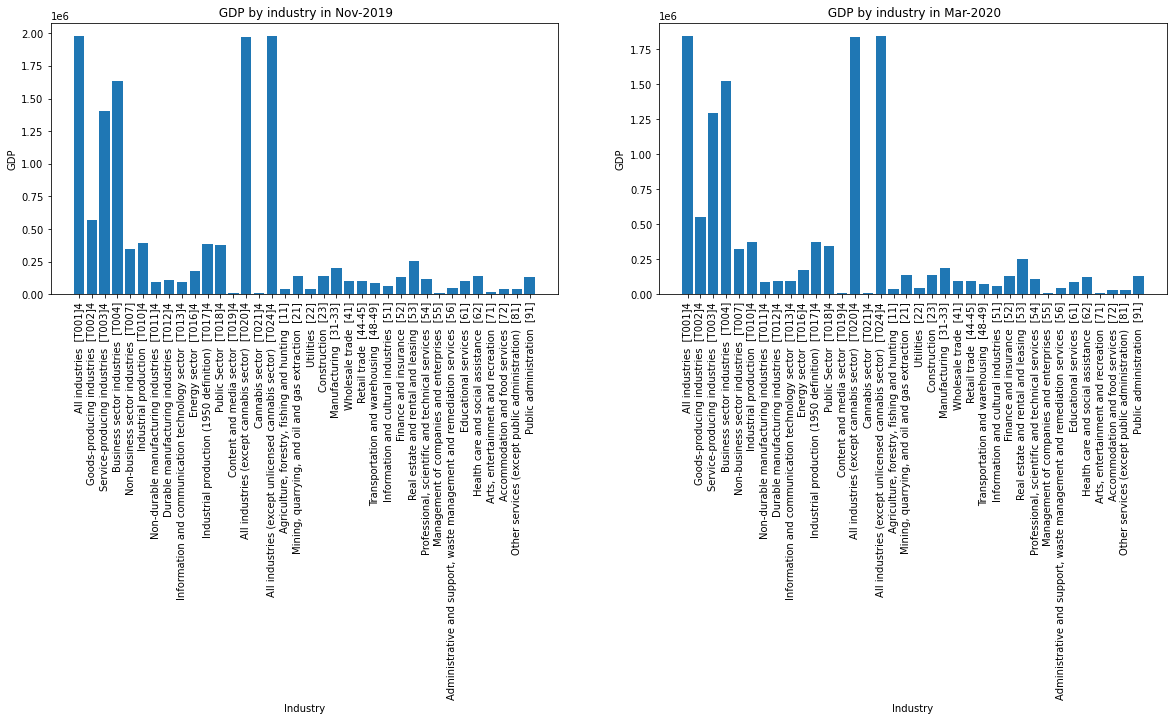 GDP by industry in Nov-2019
1e6
2.00
1.75
1.50
1.25
1.00
0.75
0.50
0.25
0.00
GDP
All industries [T001]4
Goods-producing industries [T002]4
Service-producing industries [T003]4
Business sector industries [T004]
Non-business sector industries [T007]
Industrial production [T010]4
Non-durable manufacturing industries [T011]4
Durable manufacturing industries [T012]4
Information and communication technology sector [T013]4
Energy sector [T016]4
Industrial production (1950 definition) [T017]4
Public Sector [T018]4
Content and media sector [T019]4
All industries (except cannabis sector) [T020]4
Cannabis sector [T021]4
All industries (except unlicensed cannabis sector) [T024]4
Agriculture, forestry, fishing and hunting [11]
Mining, quarrying, and oil and gas extraction [21]
Utilities [22]
Construction [23]
Manufacturing [31-33]
Wholesale trade [41]
Retail trade [44-45]
Transportation and warehousing [48-49]
Information and cultural industries [51]
Finance and insurance [52]
Real estate and rental and leasing [53]
Professional, scientific and technical services [54]
Management of companies and enterprises [55]
Administrative and support, waste management and remediation services [56]
Educational services [61]
Health care and social assistance [62]
Arts, entertainment and recreation [71]
Accommodation and food services [72]
Other services (except public administration) [81]
Public administration [91]
Industry
GDP by industry in Mar-2020
1e6
1.75
1.50
1.25
1.00
0.75
0.50
0.25
0.00
GDP
All industries [T001]4
Goods-producing industries [T002]4
Service-producing industries [T003]4
Business sector industries [T004]
Non-business sector industries [T007]
Industrial production [T010]4
Non-durable manufacturing industries [T011]4
Durable manufacturing industries [T012]4
Information and communication technology sector [T013]4
Energy sector [T016]4
Industrial production (1950 definition) [T017]4
Public Sector [T018]4
Content and media sector [T019]4
All industries (except cannabis sector) [T020]4
Cannabis sector [T021]4
All industries (except unlicensed cannabis sector) [T024]4
Agriculture, forestry, fishing and hunting [11]
Mining, quarrying, and oil and gas extraction [21]
Utilities [22]
Construction [23]
Manufacturing [31-33]
Wholesale trade [41]
Retail trade [44-45]
Transportation and warehousing [48-49]
Information and cultural industries [51]
Finance and insurance [52]
Real estate and rental and leasing [53]
Professional, scientific and technical services [54]
Management of companies and enterprises [55]
Administrative and support, waste management and remediation services [56]
Educational services [61]
Health care and social assistance [62]
Arts, entertainment and recreation [71]
Accommodation and food services [72]
Other services (except public administration) [81]
Public administration [91]
Industry